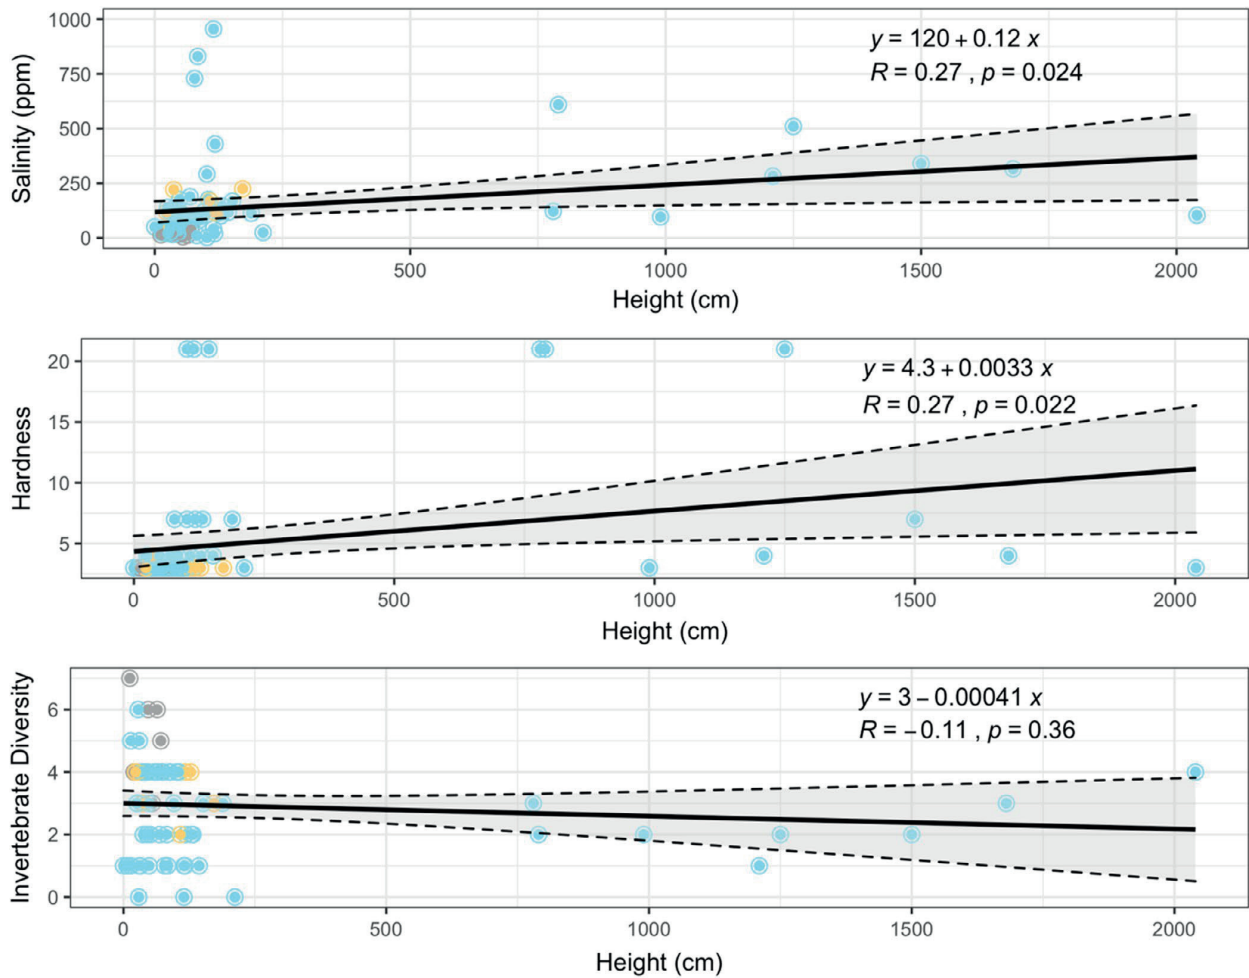 Salinity (ppm)
1000
750
500
250
0
y = 120 + 0.12 x
R = 0.27 , p = 0.024
0 500 1000 1500 2000
Height (cm)
Hardness
20
15
10
5
y = 4.3 + 0.0033 x
R = 0.27 , p = 0.022
0 500 1000 1500 2000
Height (cm)
Invertebrate Diversity
6
4
2
0
y = 3 – 0.00041 x
R = –0.11 , p = 0.36
0 500 1000 1500 2000
Height (cm)